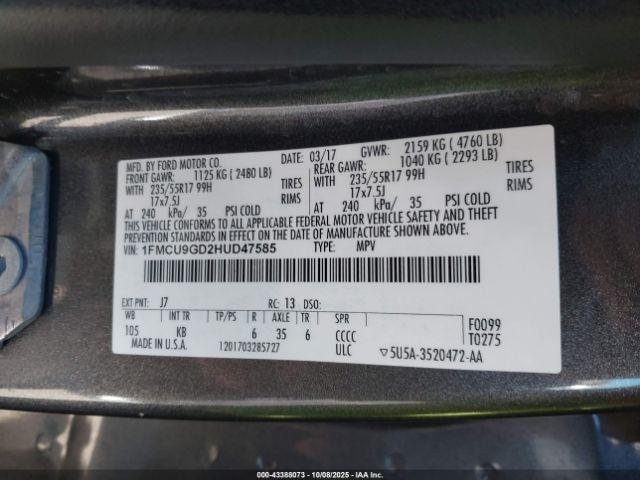 MFD. BY FORD MOTOR CO. DATE: 03/17 GVWR: 2159 KG ( 4760 LB)
FRONT GAWR: 1125 KG ( 2480 LB) REAR GAWR: 1040 KG ( 2293 LB)
WITH 235/55R17 99H TIRES WITH 235/55R17 99H TIRES
17x7.5J RIMS 17x7.5J RIMS
AT 240 kPa/ 35 PSI COLD AT 240 kPa/ 35 PSI COLD
THIS VEHICLE CONFORMS TO ALL APPLICABLE FEDERAL MOTOR VEHICLE SAFETY AND THEFT
PREVENTION STANDARDS IN EFFECT ON THE DATE OF MANUFACTURE SHOWN ABOVE.
VIN: 1FMCU9GD2HUD47585 TYPE: MPV
EXT PNT: J7 RC: 13 DSO:
WB INT TR TP/PS R AXLE TR SPR F0099
105 KB 6 35 6 CCCC T0275
MADE IN U.S.A. 1201703285727 ULC ▽5U5A-3520472-AA
000-43388073 - 10/08/2025 - IAAI, Inc.